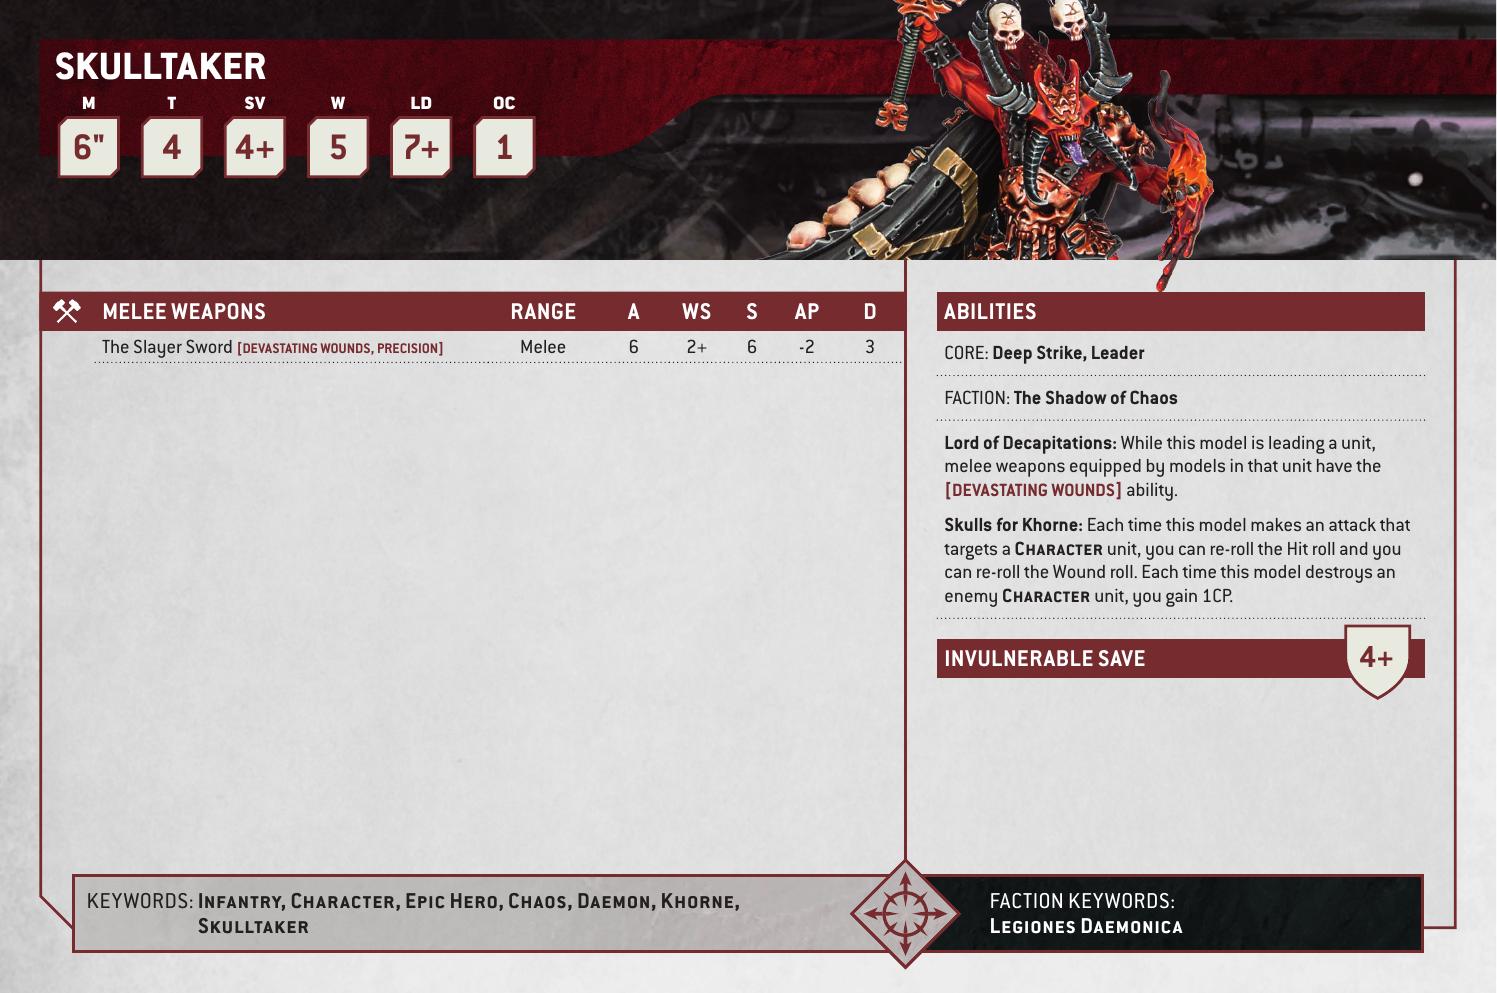 SKULLTAKER
M T SV W LD OC
6" 4 4+ 5 7+ 1
MELEE WEAPONS RANGE A WS S AP D
The Slayer Sword [DEVASTATING WOUNDS, PRECISION] Melee 6 2+ 6 -2 3
ABILITIES
CORE: Deep Strike, Leader
FACTION: The Shadow of Chaos
Lord of Decapitations: While this model is leading a unit,
melee weapons equipped by models in that unit have the
[DEVASTATING WOUNDS] ability.
Skulls for Khorne: Each time this model makes an attack that
targets a CHARACTER unit, you can re-roll the Hit roll and you
can re-roll the Wound roll. Each time this model destroys an
enemy CHARACTER unit, you gain 1CP.
INVULNERABLE SAVE 4+
KEYWORDS: INFANTRY, CHARACTER, EPIC HERO, CHAOS, DAEMON, KHORNE,
SKULLTAKER
FACTION KEYWORDS:
LEGIONES DAEMONICA